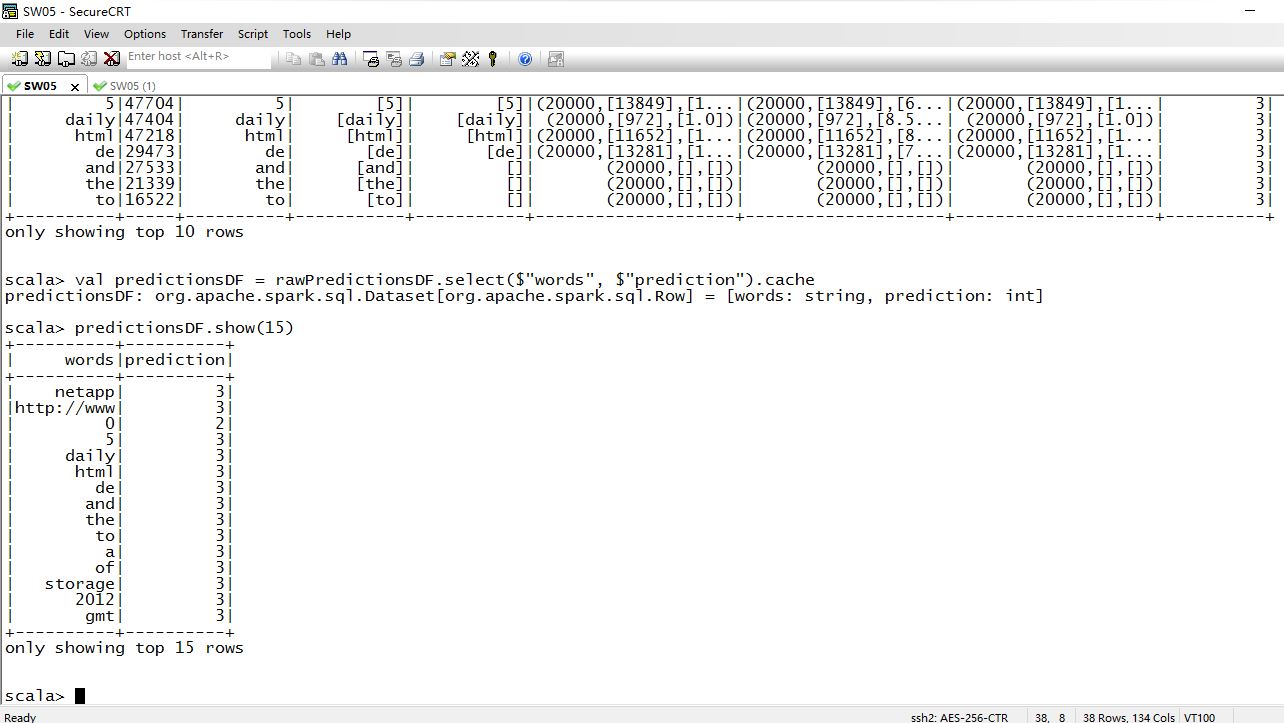 SW05 - SecureCRT
File Edit View Options Transfer Script Tools Help
Enter host <Alt+R>
SW05 x SW05 (1)
|         5|47704|         5|       [5]|        [5]|(20000,[13849],[1...|(20000,[13849],[6...|(20000,[13849],[1...|         3|
|     daily|47404|     daily|   [daily]|    [daily]| (20000,[972],[1.0])|(20000,[972],[8.5...| (20000,[972],[1.0])|         3|
|      html|47218|      html|    [html]|     [html]|(20000,[11652],[1...|(20000,[11652],[8...|(20000,[11652],[1...|         3|
|        de|29473|        de|      [de]|       [de]|(20000,[13281],[1...|(20000,[13281],[7...|(20000,[13281],[1...|         3|
|       and|27533|       and|     [and]|         []|       (20000,[],[])|       (20000,[],[])|       (20000,[],[])|         3|
|       the|21339|       the|     [the]|         []|       (20000,[],[])|       (20000,[],[])|       (20000,[],[])|         3|
|        to|16522|        to|      [to]|         []|       (20000,[],[])|       (20000,[],[])|       (20000,[],[])|         3|
+----------+-----+----------+-----------+-----------+--------------------+--------------------+--------------------+----------+
only showing top 10 rows
scala> val predictionsDF = rawPredictionsDF.select($"words", $"prediction").cache
predictionsDF: org.apache.spark.sql.Dataset[org.apache.spark.sql.Row] = [words: string, prediction: int]
scala> predictionsDF.show(15)
+----------+----------+
|     words|prediction|
+----------+----------+
|    netapp|         3|
|http://www|         3|
|         0|         2|
|         5|         3|
|     daily|         3|
|      html|         3|
|        de|         3|
|       and|         3|
|       the|         3|
|        to|         3|
|         a|         3|
|        of|         3|
|   storage|         3|
|      2012|         3|
|       gmt|         3|
+----------+----------+
only showing top 15 rows
scala>
Ready ssh2: AES-256-CTR 38, 8 38 Rows, 134 Cols VT100